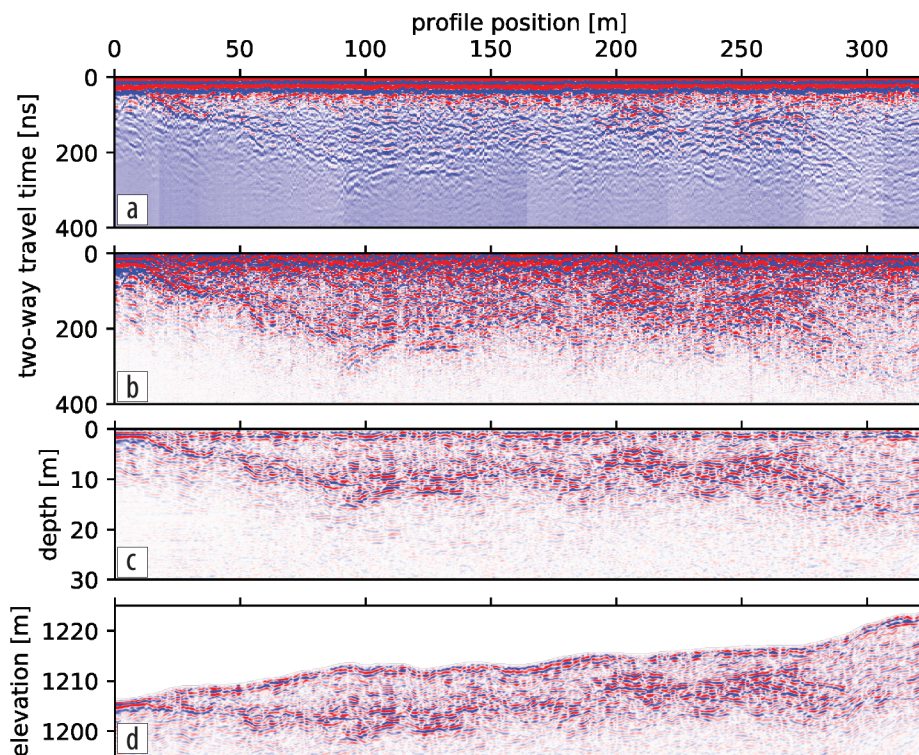 profile position [m]
0 50 100 150 200 250 300
0
200
400
a
two-way travel time [ns]
0
200
400
b
0
10
20
30
depth [m]
c
1220
1210
1200
elevation [m]
d